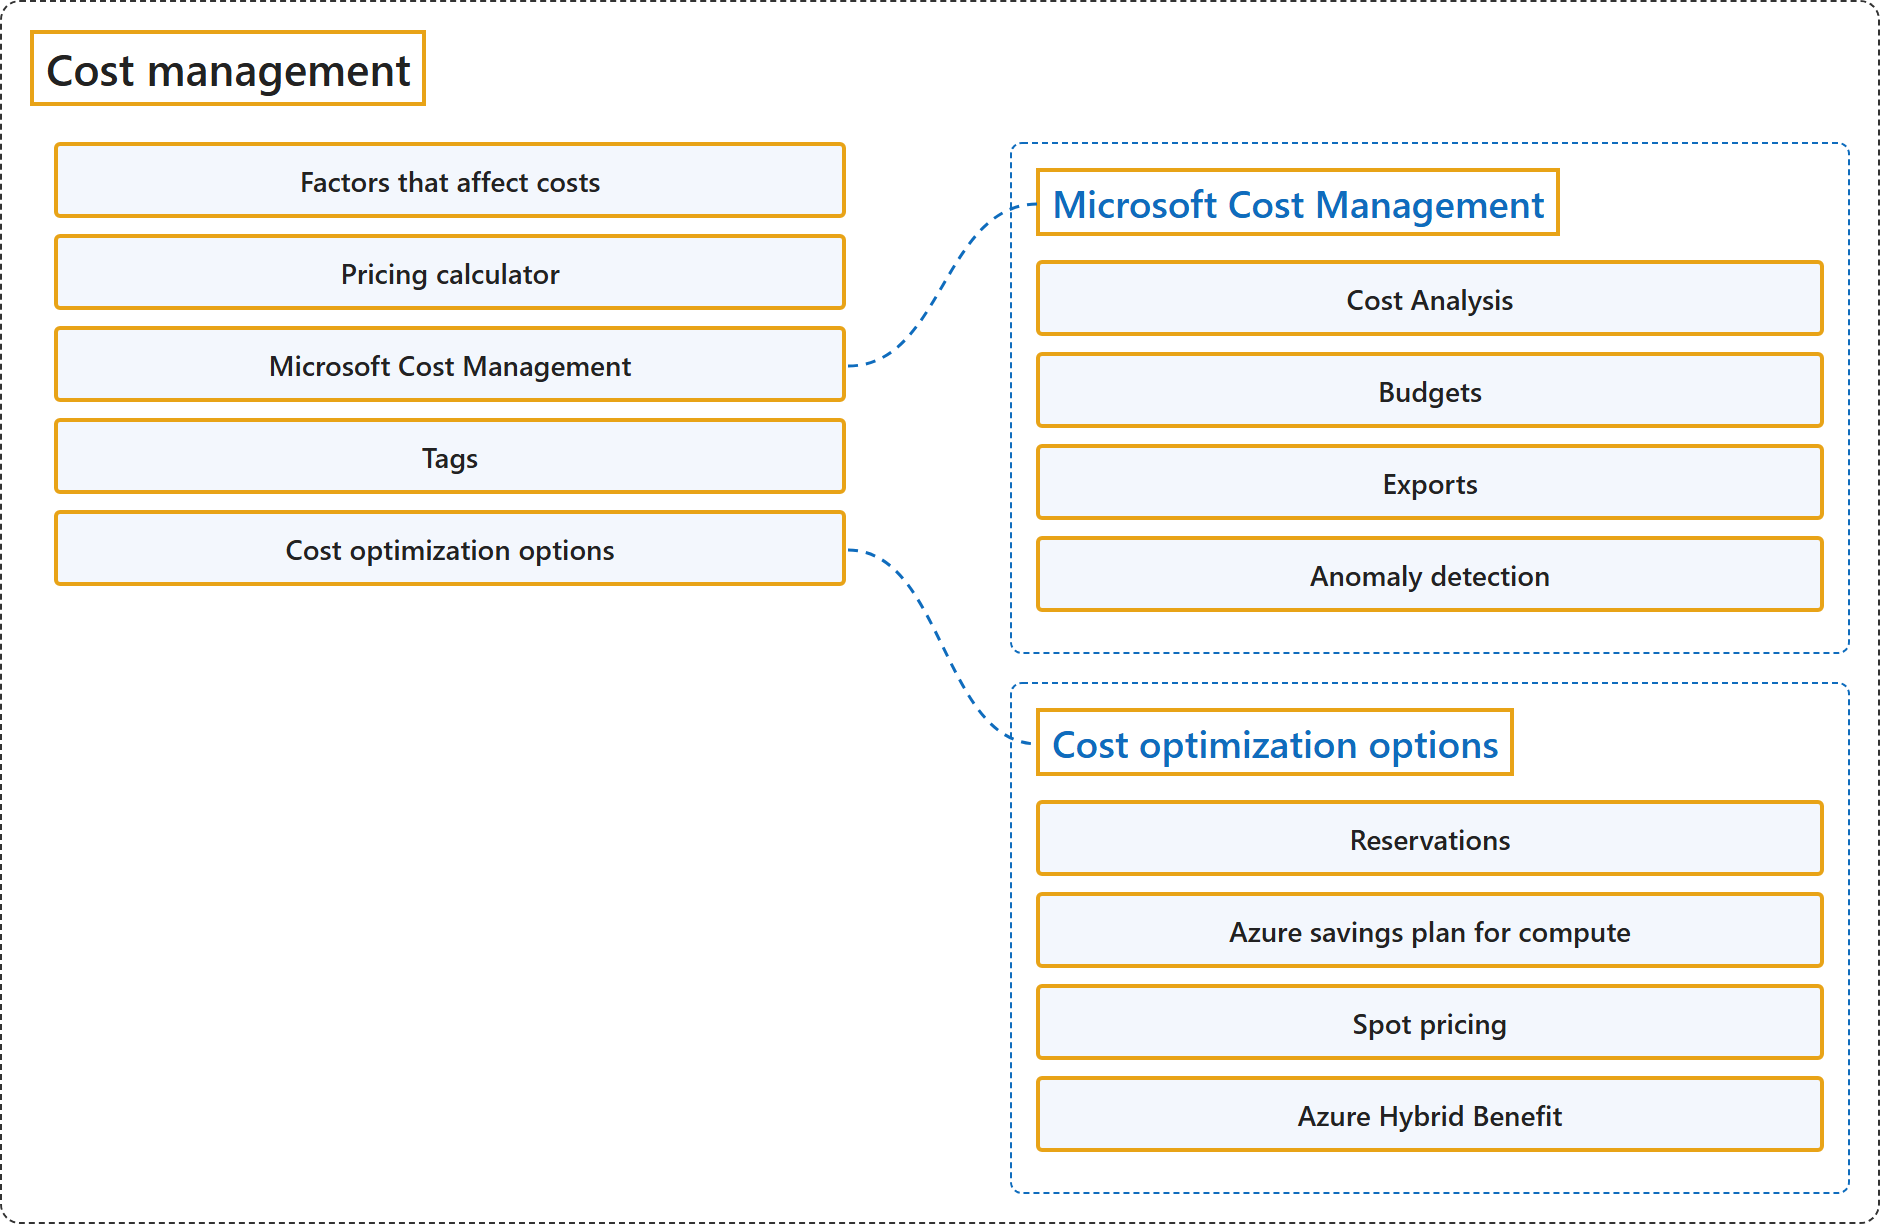 Cost management
Factors that affect costs
Pricing calculator
Microsoft Cost Management
Tags
Cost optimization options
Microsoft Cost Management
Cost Analysis
Budgets
Exports
Anomaly detection
Cost optimization options
Reservations
Azure savings plan for compute
Spot pricing
Azure Hybrid Benefit